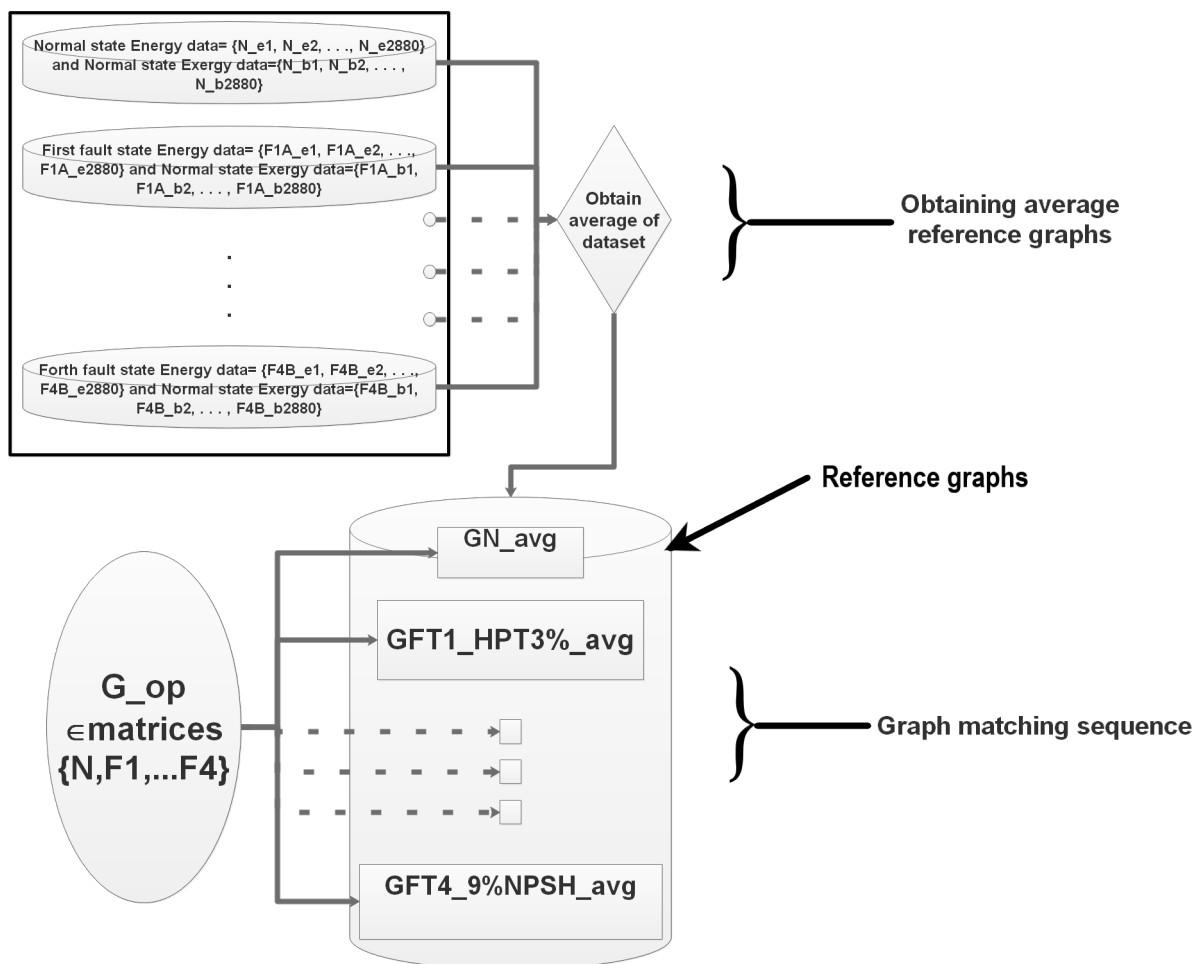 Normal state Energy data= {N_e1, N_e2, . . ., N_e2880}
and Normal state Exergy data={N_b1, N_b2, . . . ,
N_b2880}
First fault state Energy data= {F1A_e1, F1A_e2, . . .,
F1A_e2880} and Normal state Exergy data={F1A_b1,
F1A_b2, . . . , F1A_b2880}
.
.
.
Forth fault state Energy data= {F4B_e1, F4B_e2, . . .,
F4B_e2880} and Normal state Exergy data={F4B_b1,
F4B_b2, . . . , F4B_b2880}
Obtain
average of
dataset
Obtaining average
reference graphs
Reference graphs
GN_avg
GFT1_HPT3%_avg
G_op
∈matrices
{N,F1,...F4}
Graph matching sequence
GFT4_9%NPSH_avg